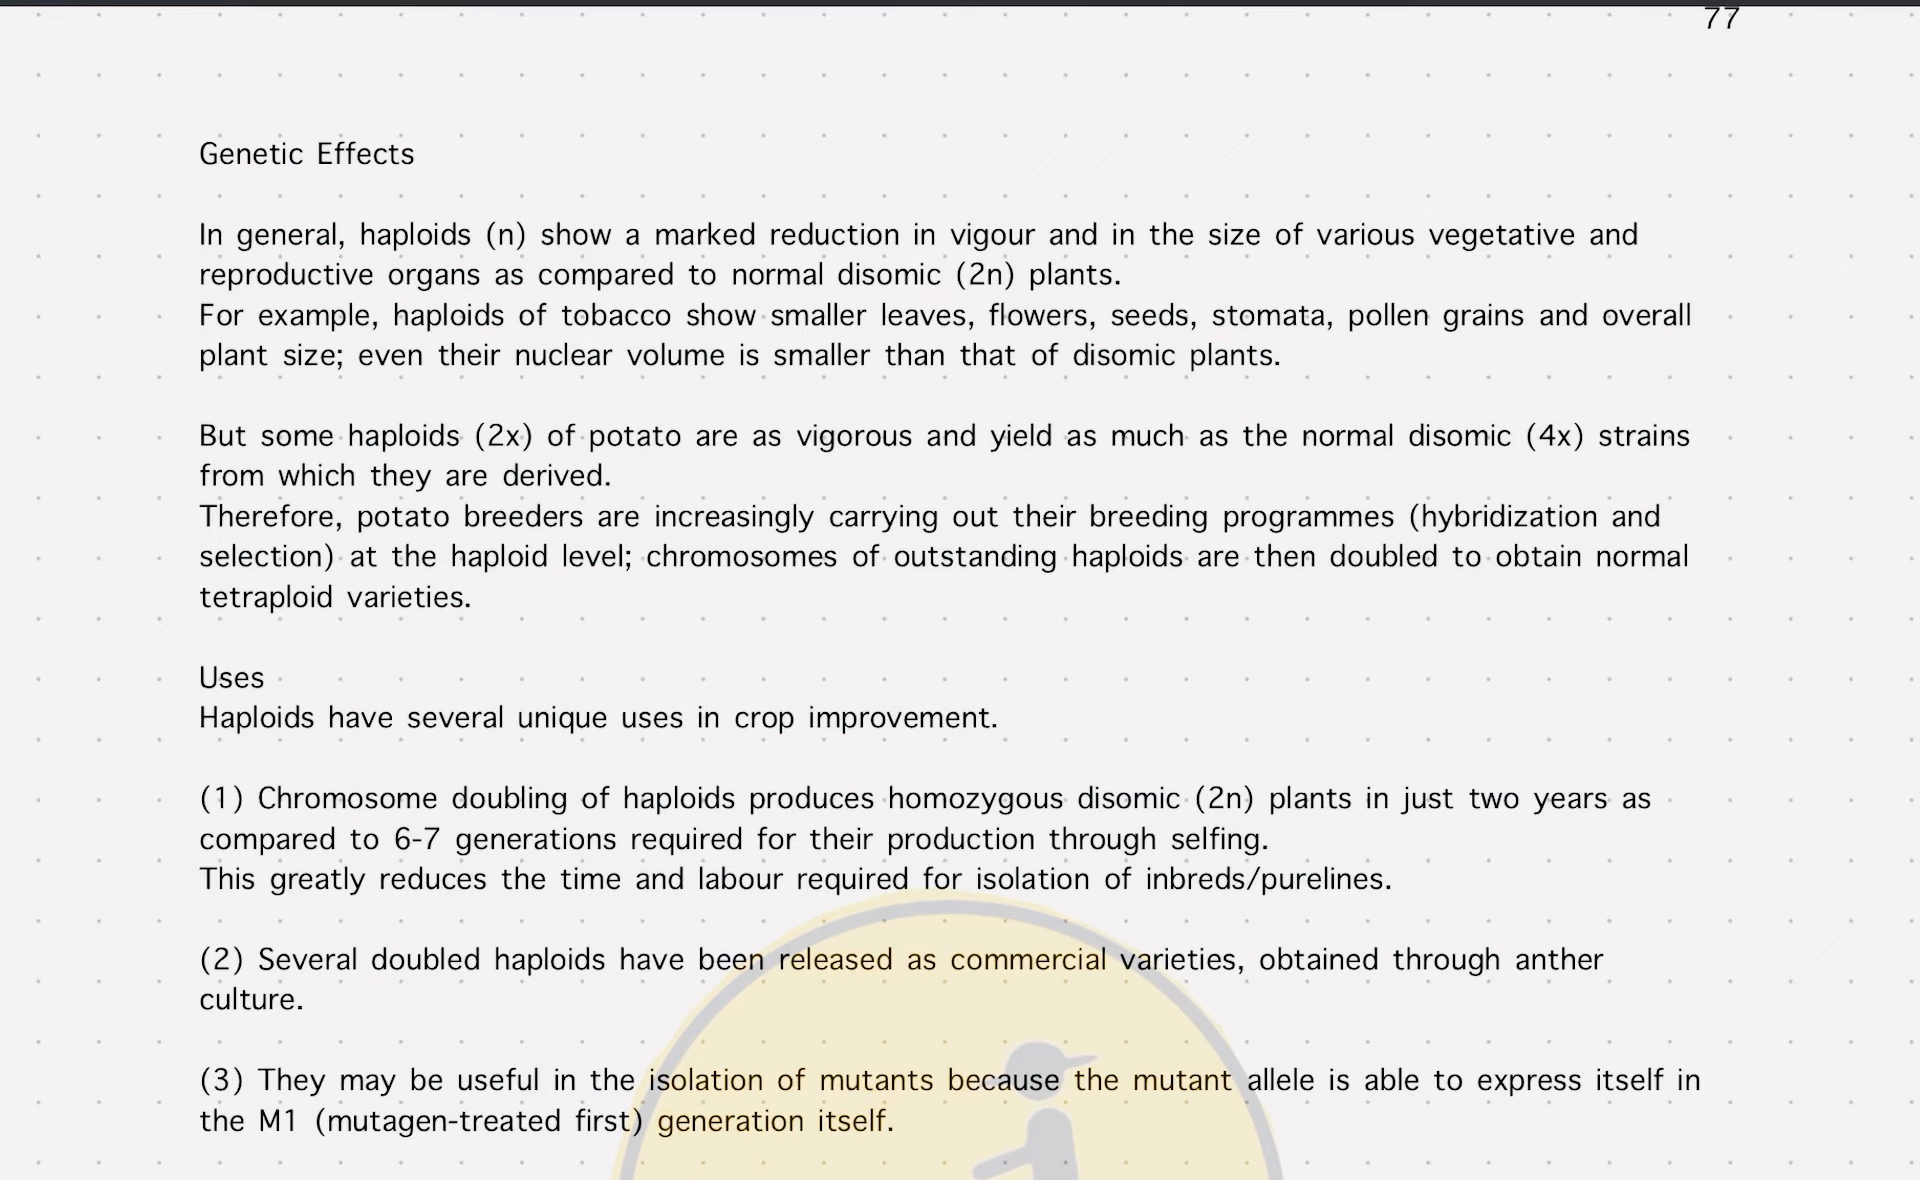 77
Genetic Effects
In general, haploids (n) show a marked reduction in vigour and in the size of various vegetative and
reproductive organs as compared to normal disomic (2n) plants.
For example, haploids of tobacco show smaller leaves, flowers, seeds, stomata, pollen grains and overall
plant size; even their nuclear volume is smaller than that of disomic plants.
But some haploids (2x) of potato are as vigorous and yield as much as the normal disomic (4x) strains
from which they are derived.
Therefore, potato breeders are increasingly carrying out their breeding programmes (hybridization and
selection) at the haploid level; chromosomes of outstanding haploids are then doubled to obtain normal
tetraploid varieties.
Uses
Haploids have several unique uses in crop improvement.
(1) Chromosome doubling of haploids produces homozygous disomic (2n) plants in just two years as
compared to 6-7 generations required for their production through selfing.
This greatly reduces the time and labour required for isolation of inbreds/purelines.
(2) Several doubled haploids have been released as commercial varieties, obtained through anther
culture.
(3) They may be useful in the isolation of mutants because the mutant allele is able to express itself in
the M1 (mutagen-treated first) generation itself.